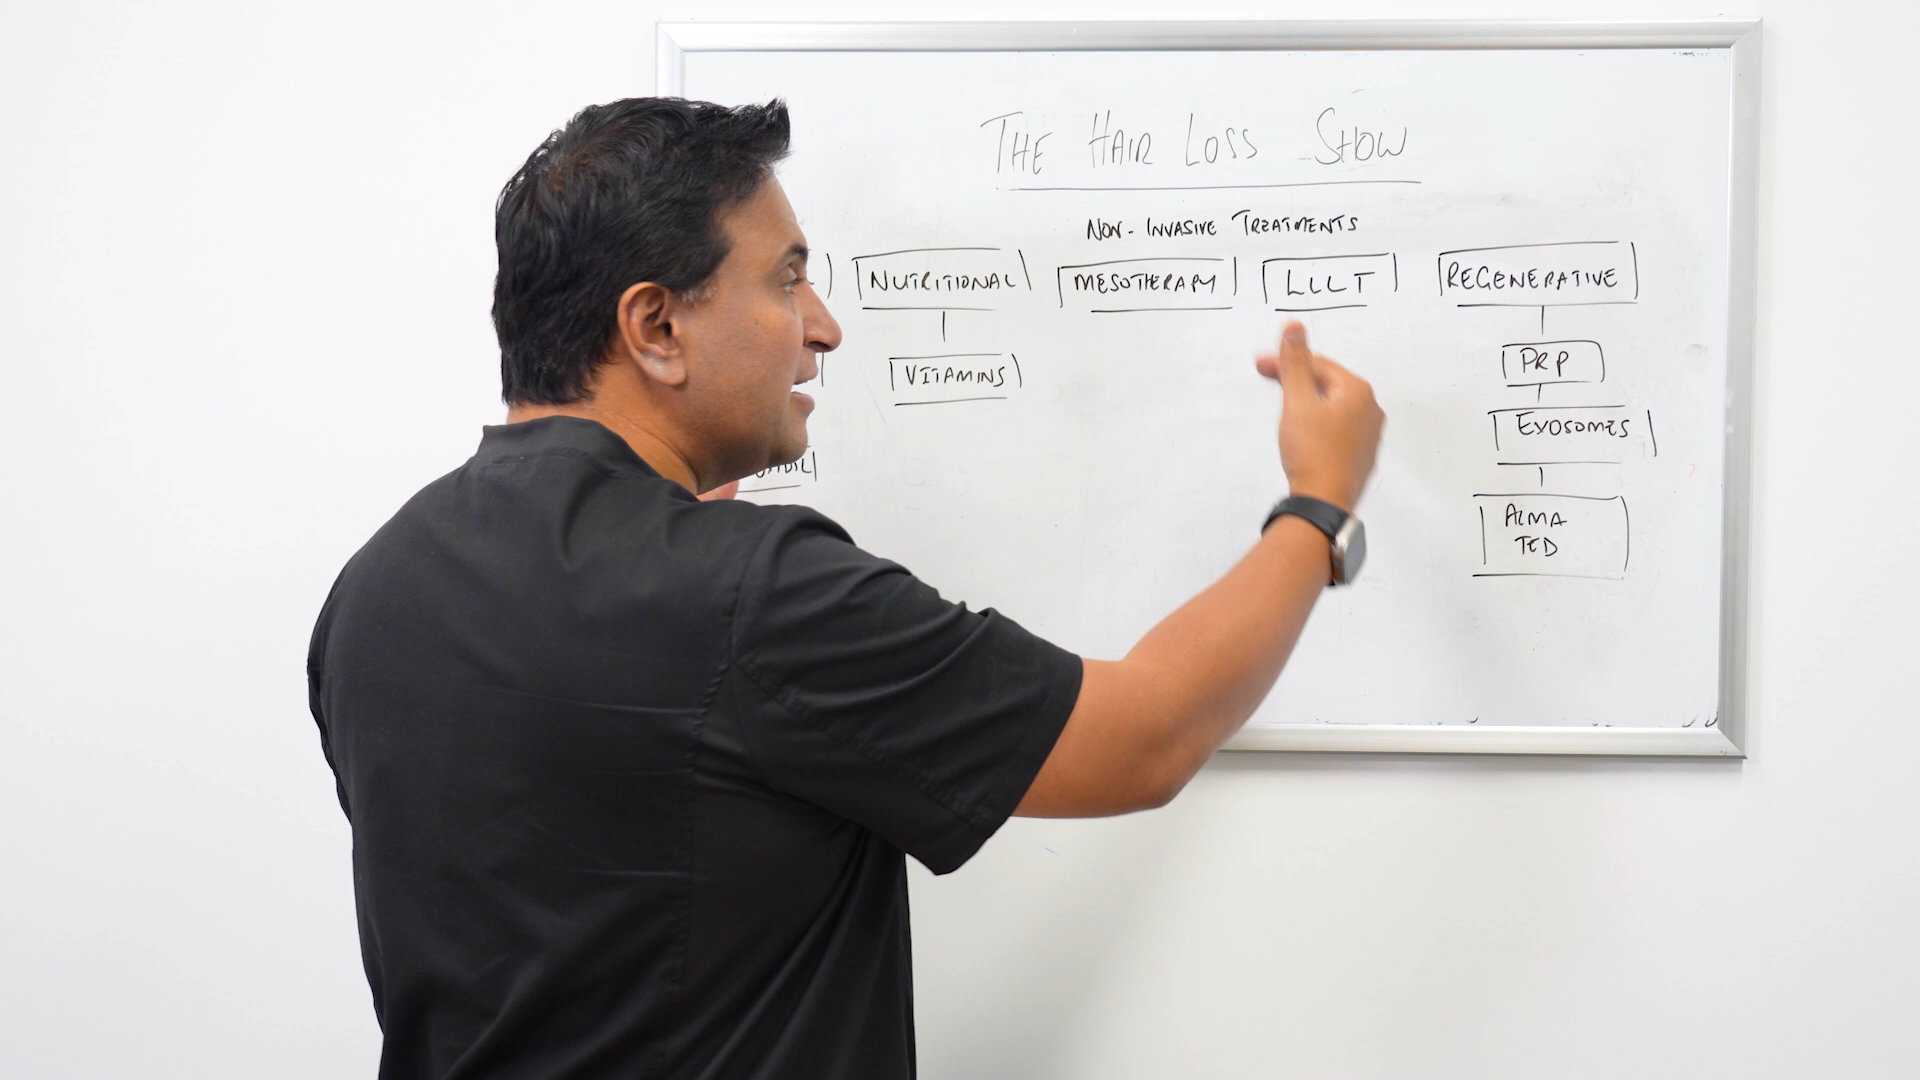 THE HAIR LOSS SHOW
NON-INVASIVE TREATMENTS
NUTRITIONAL
MESOTHERAPY
LLLT
REGENERATIVE
VITAMINS
PRP
EXOSOMES
ALMA
TED